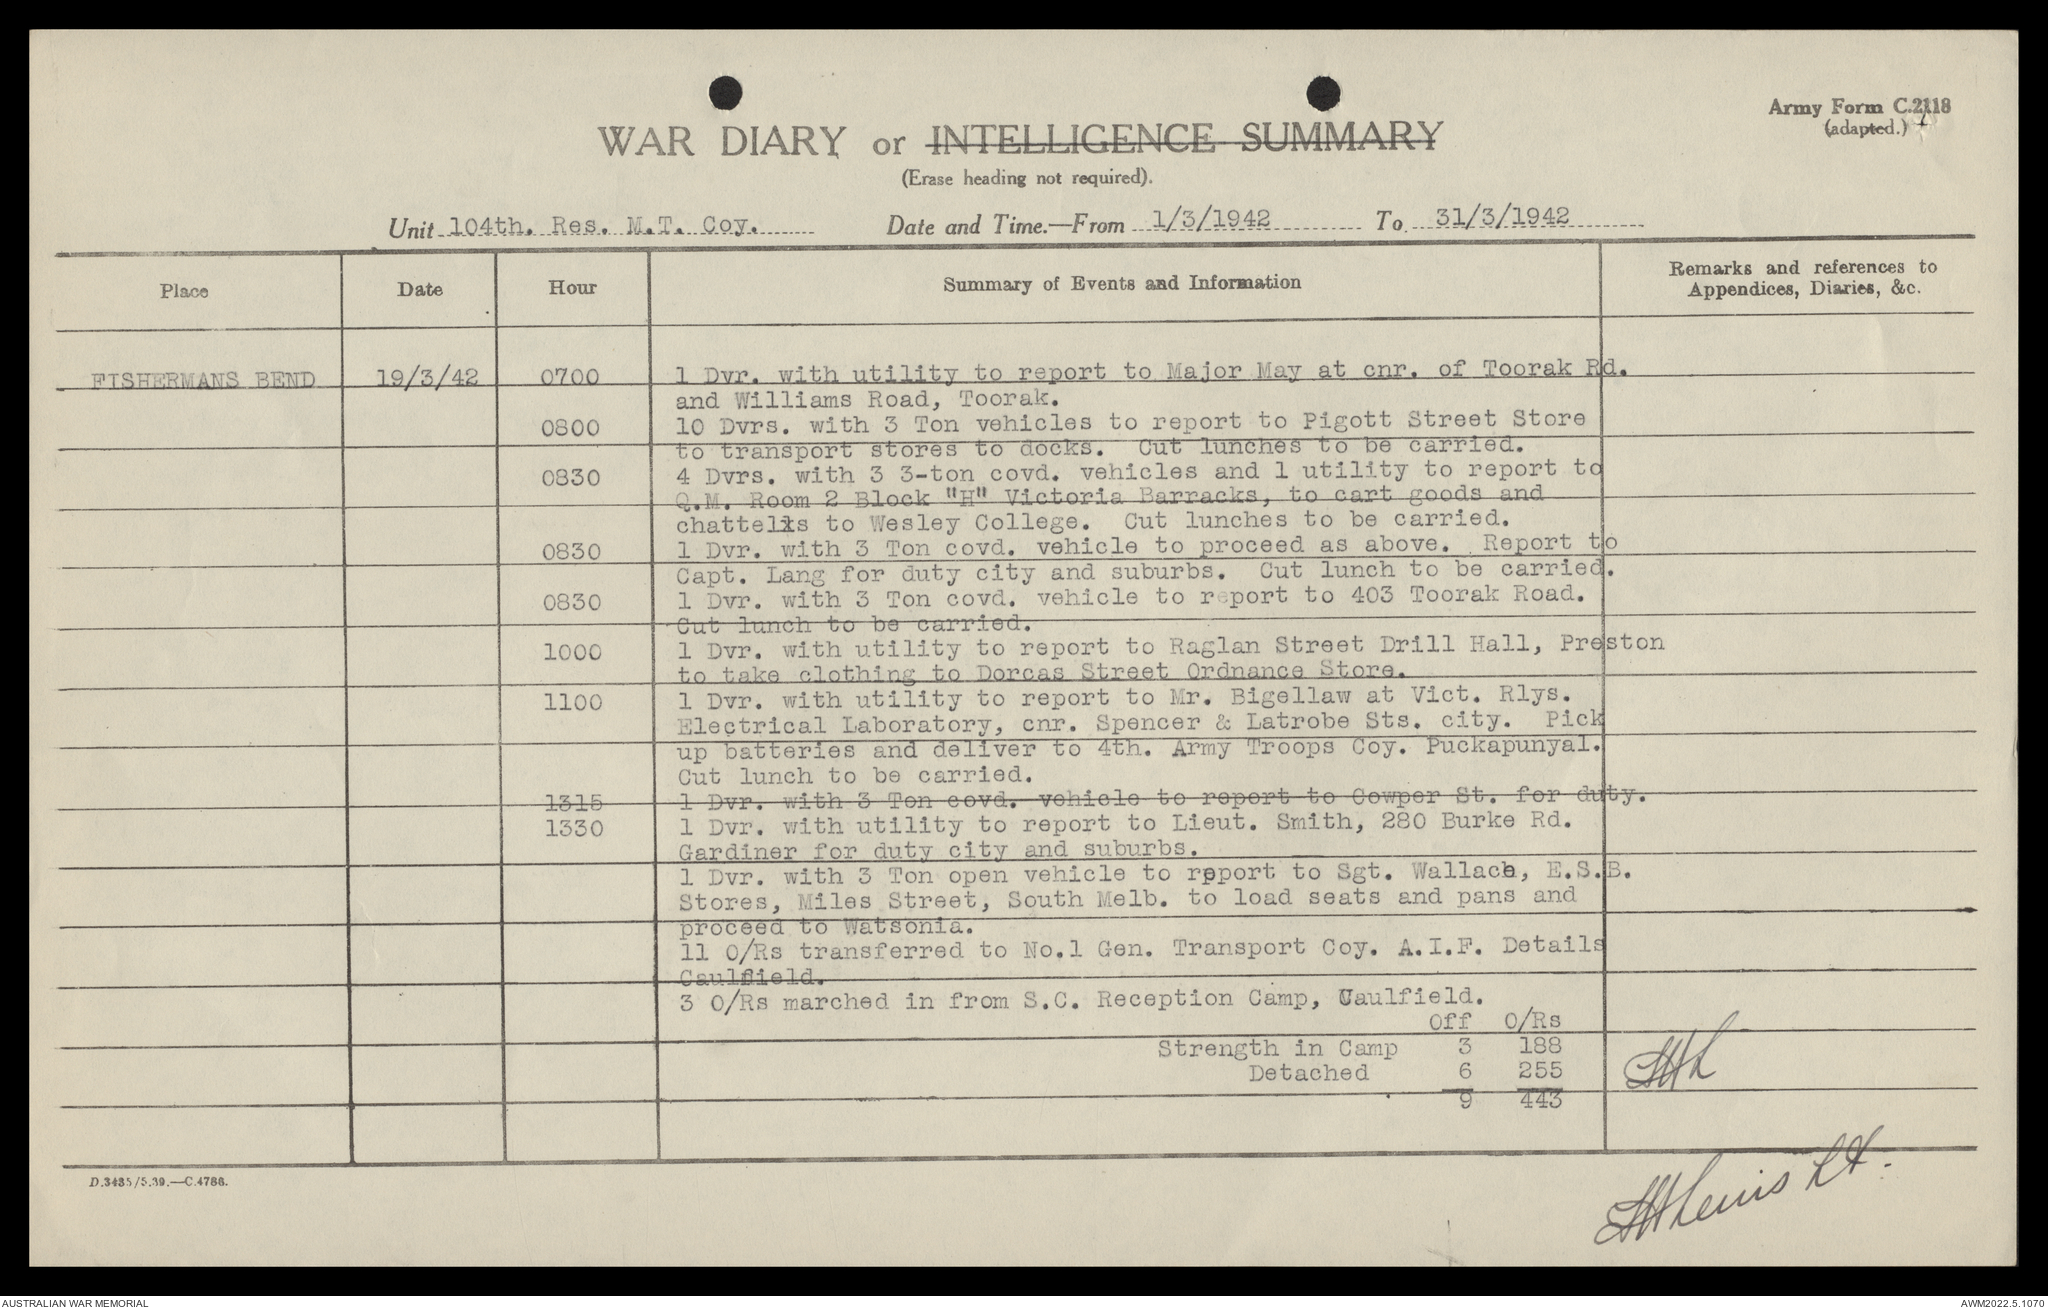 Army Form C.2118
(adapted.)
WAR DIARY or INTELLIGENCE SUMMARY
(Erase heading not required).
Unit 104th. Res. M.T. Coy. Date and Time.—From 1/3/1942 To 31/3/1942
Place Date Hour Summary of Events and Information Remarks and references to
Appendices, Diaries, &c.
FISHERMANS BEND 19/3/42 0700 1 Dvr. with utility to report to Major May at cnr. of Toorak Rd.
and Williams Road, Toorak.
0800 10 Dvrs. with 3 Ton vehicles to report to Pigott Street Store
to transport stores to docks. Cut lunches to be carried.
0830 4 Dvrs. with 3 3-ton covd. vehicles and 1 utility to report to
Q.M. Room 2 Block "H" Victoria Barracks, to cart goods and
chattels to Wesley College. Cut lunches to be carried.
0830 1 Dvr. with 3 Ton covd. vehicle to proceed as above. Report to
Capt. Lang for duty city and suburbs. Cut lunch to be carried.
0830 1 Dvr. with 3 Ton covd. vehicle to report to 403 Toorak Road.
Cut lunch to be carried.
1000 1 Dvr. with utility to report to Raglan Street Drill Hall, Preston
to take clothing to Dorcas Street Ordnance Store.
1100 1 Dvr. with utility to report to Mr. Bigellaw at Vict. Rlys.
Electrical Laboratory, cnr. Spencer & Latrobe Sts. city. Pick
up batteries and deliver to 4th. Army Troops Coy. Puckapunyal.
Cut lunch to be carried.
1315 1 Dvr. with 3 Ton covd. vehicle to report to Cowper St. for duty.
1330 1 Dvr. with utility to report to Lieut. Smith, 280 Burke Rd.
Gardiner for duty city and suburbs.
1 Dvr. with 3 Ton open vehicle to report to Sgt. Wallace, E.S.B.
Stores, Miles Street, South Melb. to load seats and pans and
proceed to Watsonia.
11 O/Rs transferred to No.1 Gen. Transport Coy. A.I.F. Details
Caulfield.
3 O/Rs marched in from S.C. Reception Camp, Caulfield.
Off O/Rs
Strength in Camp 3 188
Detached 6 255
9 443
D.3435/5.39.—C.4786.
Lewis Lt.
AUSTRALIAN WAR MEMORIAL AWM2022.5.1070